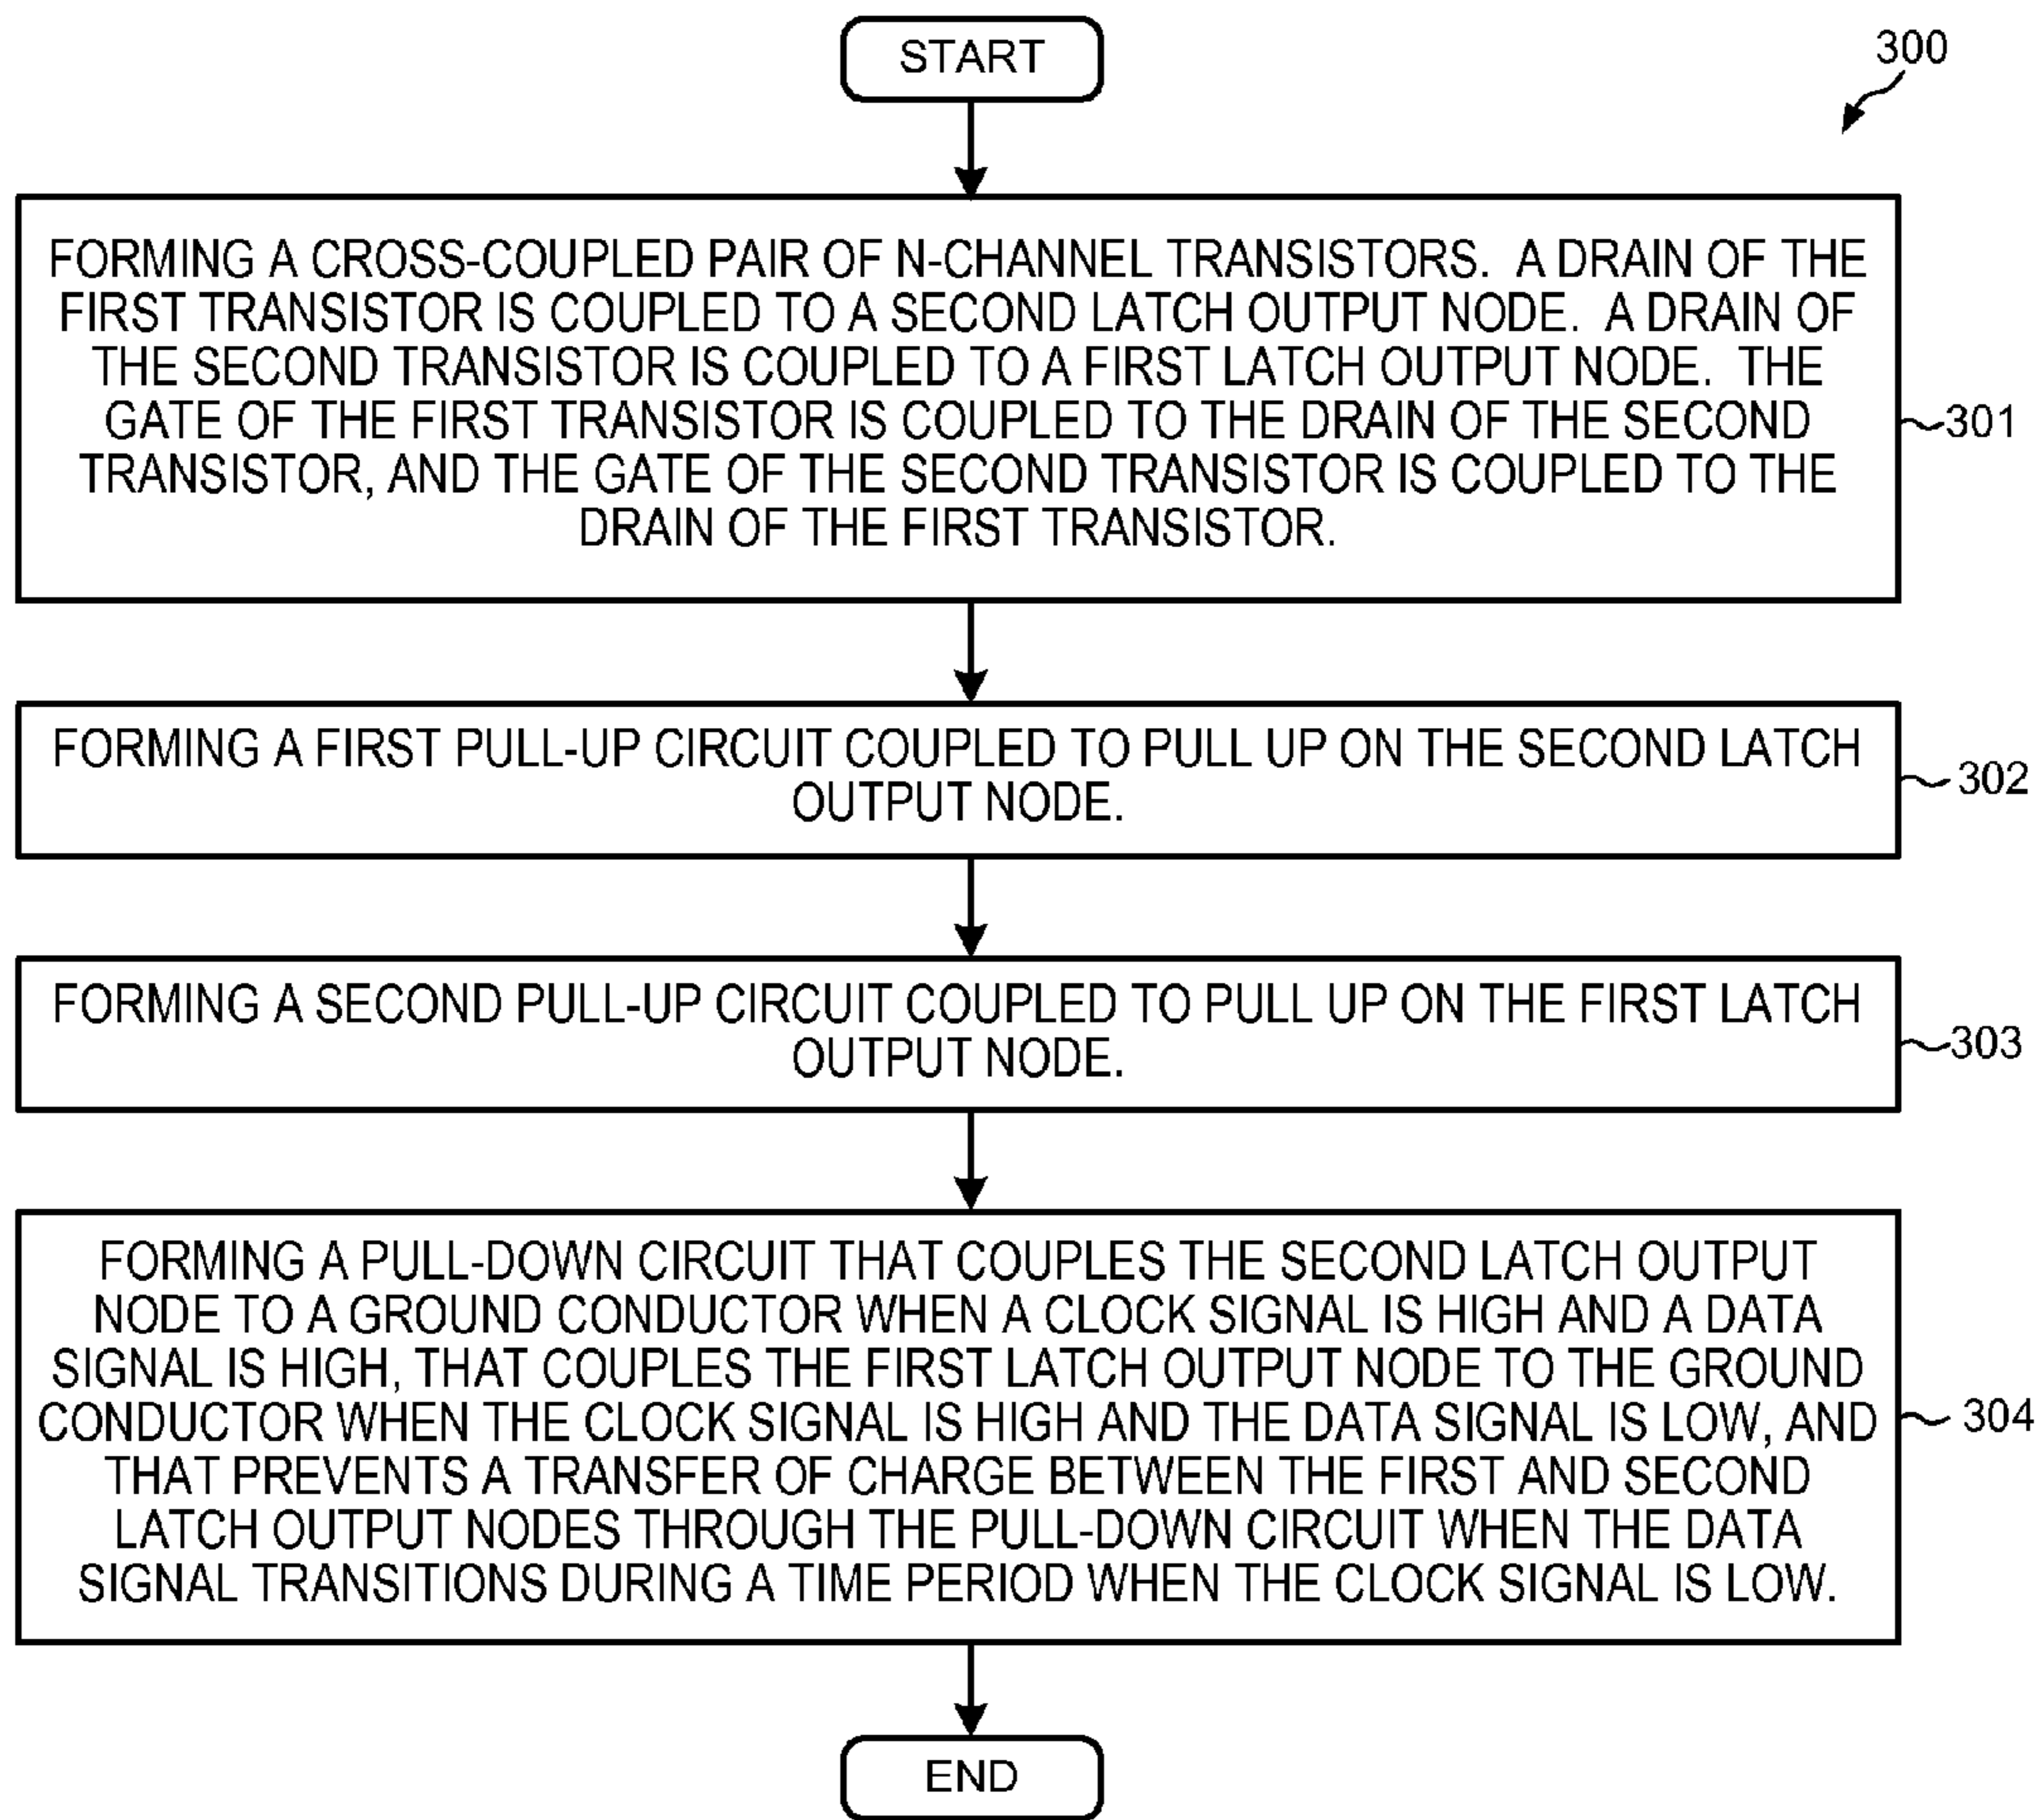 START
300
FORMING A CROSS-COUPLED PAIR OF N-CHANNEL TRANSISTORS. A DRAIN OF THE
FIRST TRANSISTOR IS COUPLED TO A SECOND LATCH OUTPUT NODE. A DRAIN OF
THE SECOND TRANSISTOR IS COUPLED TO A FIRST LATCH OUTPUT NODE. THE
GATE OF THE FIRST TRANSISTOR IS COUPLED TO THE DRAIN OF THE SECOND
TRANSISTOR, AND THE GATE OF THE SECOND TRANSISTOR IS COUPLED TO THE
DRAIN OF THE FIRST TRANSISTOR.
301
FORMING A FIRST PULL-UP CIRCUIT COUPLED TO PULL UP ON THE SECOND LATCH
OUTPUT NODE.
302
FORMING A SECOND PULL-UP CIRCUIT COUPLED TO PULL UP ON THE FIRST LATCH
OUTPUT NODE.
303
FORMING A PULL-DOWN CIRCUIT THAT COUPLES THE SECOND LATCH OUTPUT
NODE TO A GROUND CONDUCTOR WHEN A CLOCK SIGNAL IS HIGH AND A DATA
SIGNAL IS HIGH, THAT COUPLES THE FIRST LATCH OUTPUT NODE TO THE GROUND
CONDUCTOR WHEN THE CLOCK SIGNAL IS HIGH AND THE DATA SIGNAL IS LOW, AND
THAT PREVENTS A TRANSFER OF CHARGE BETWEEN THE FIRST AND SECOND
LATCH OUTPUT NODES THROUGH THE PULL-DOWN CIRCUIT WHEN THE DATA
SIGNAL TRANSITIONS DURING A TIME PERIOD WHEN THE CLOCK SIGNAL IS LOW.
304
END